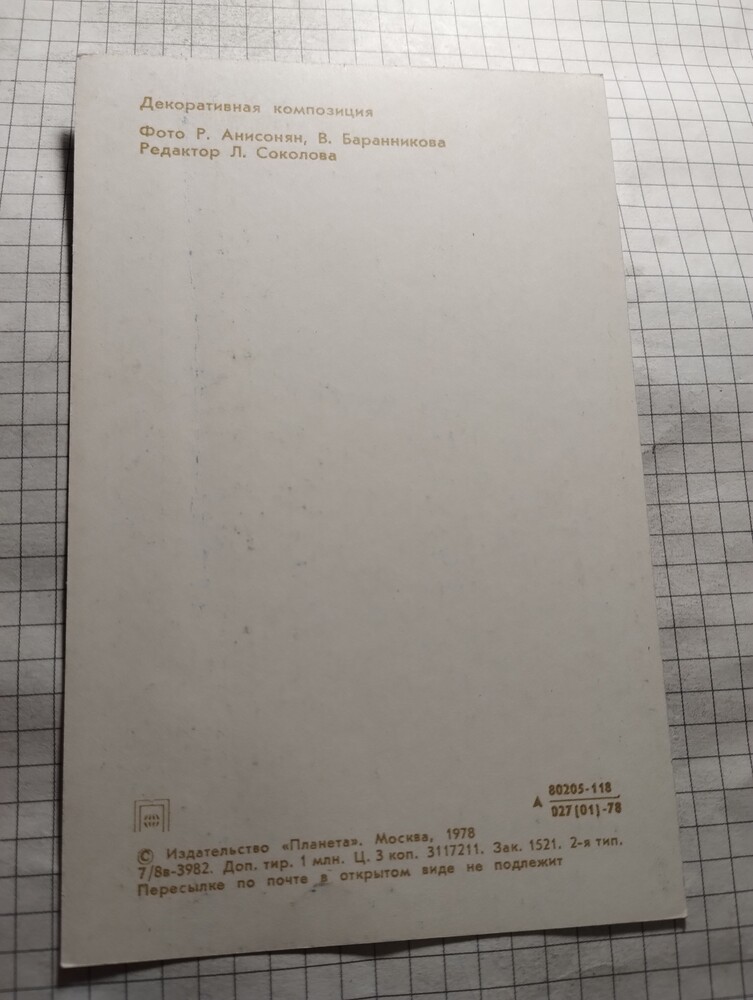 Декоративная композиция
Фото Р. Анисонян, В. Баранникова
Редактор Л. Соколова
А 80205-118
027(01)-78
© Издательство «Планета». Москва, 1978
7/8в-3982. Доп. тир. 1 млн. Ц. 3 коп. 3117211. Зак. 1521. 2-я тип.
Пересылке по почте в открытом виде не подлежит